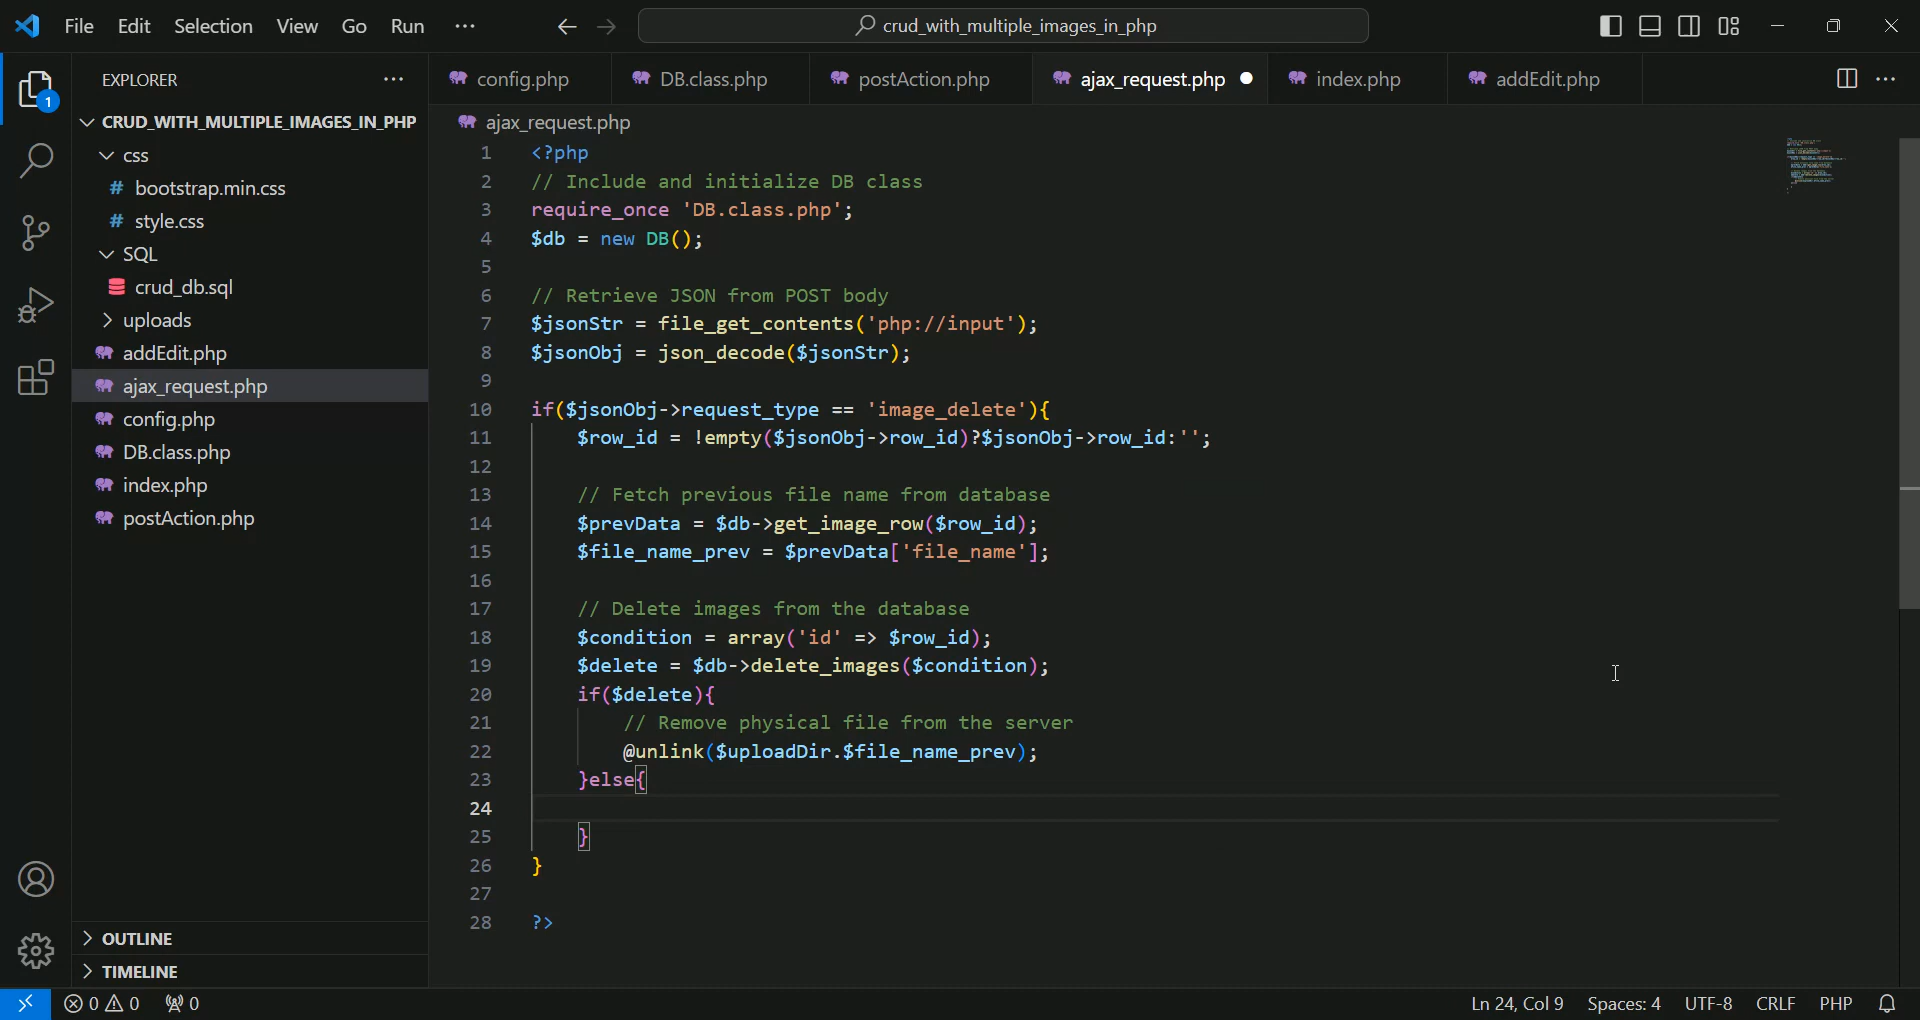 File Edit Selection View Go Run ··· crud_with_multiple_images_in_php
EXPLORER ···
1
CRUD_WITH_MULTIPLE_IMAGES_IN_PHP
css
# bootstrap.min.css
# style.css
SQL
crud_db.sql
uploads
addEdit.php
ajax_request.php
config.php
DB.class.php
index.php
postAction.php
OUTLINE
TIMELINE
config.php DB.class.php postAction.php ajax_request.php index.php addEdit.php ···
ajax_request.php
1 <?php
2 // Include and initialize DB class
3 require_once 'DB.class.php';
4 $db = new DB();
5
6 // Retrieve JSON from POST body
7 $jsonStr = file_get_contents('php://input');
8 $jsonObj = json_decode($jsonStr);
9
10 if($jsonObj->request_type == 'image_delete'){
11 $row_id = !empty($jsonObj->row_id)?$jsonObj->row_id:'';
12
13 // Fetch previous file name from database
14 $prevData = $db->get_image_row($row_id);
15 $file_name_prev = $prevData['file_name'];
16
17 // Delete images from the database
18 $condition = array('id' => $row_id);
19 $delete = $db->delete_images($condition);
20 if($delete){
21 // Remove physical file from the server
22 @unlink($uploadDir.$file_name_prev);
23 }else{
24
25 }
26 }
27
28 ?>
0 0 0 Ln 24, Col 9 Spaces: 4 UTF-8 CRLF PHP